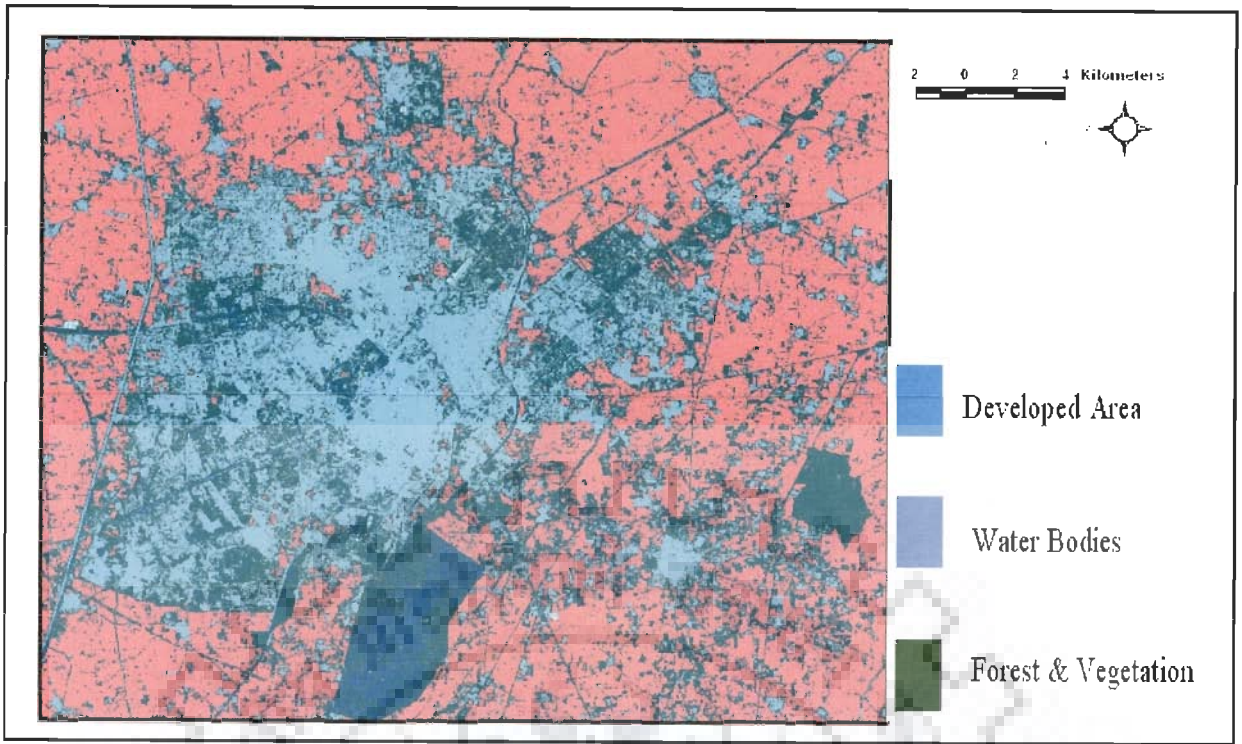 2 0 2 4 Kilometers
Developed Area
Water Bodies
Forest & Vegetation